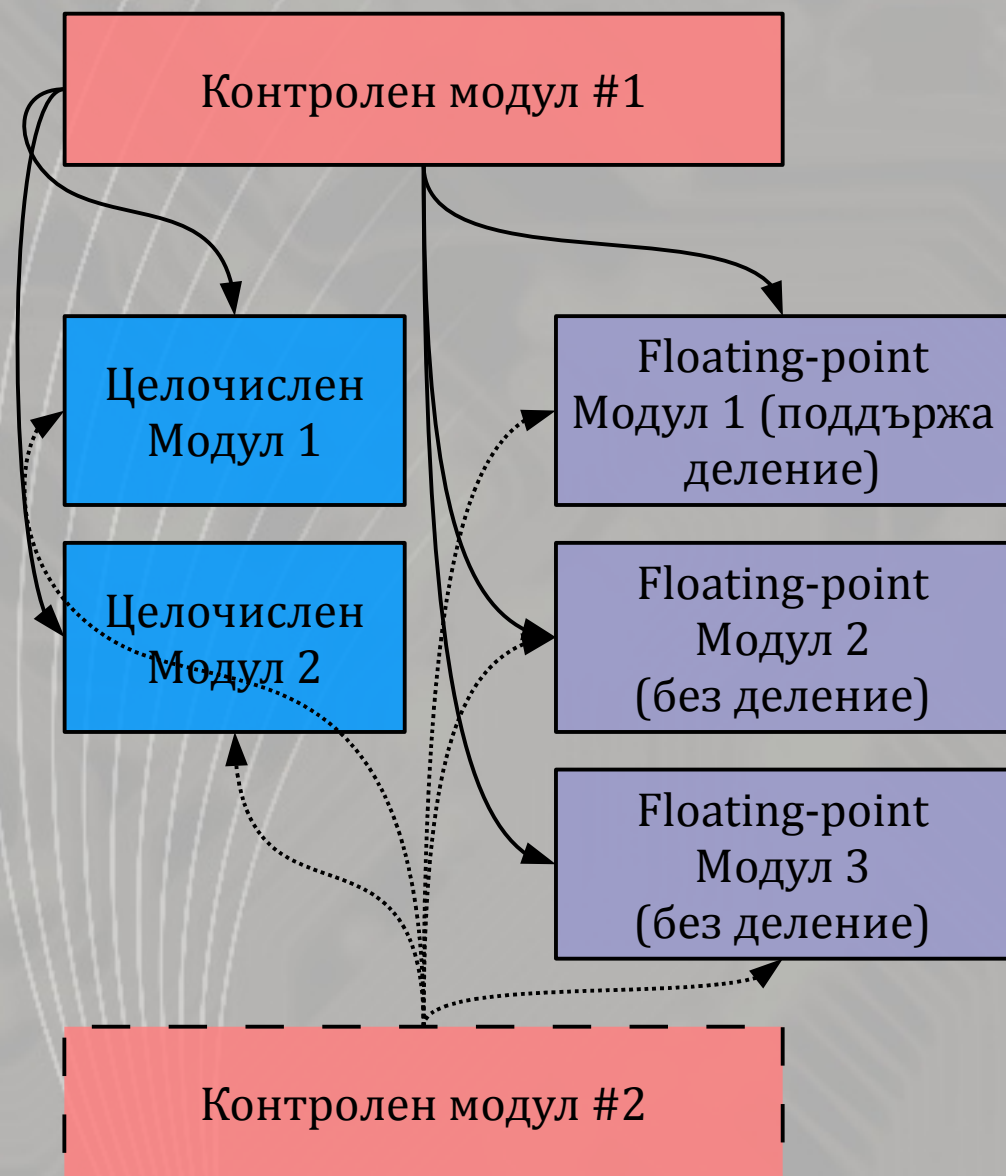 Контролен модул #1
Целочислен
Модул 1
Floating-point
Модул 1 (поддържа
деление)
Целочислен
Модул 2
Floating-point
Модул 2
(без деление)
Floating-point
Модул 3
(без деление)
Контролен модул #2